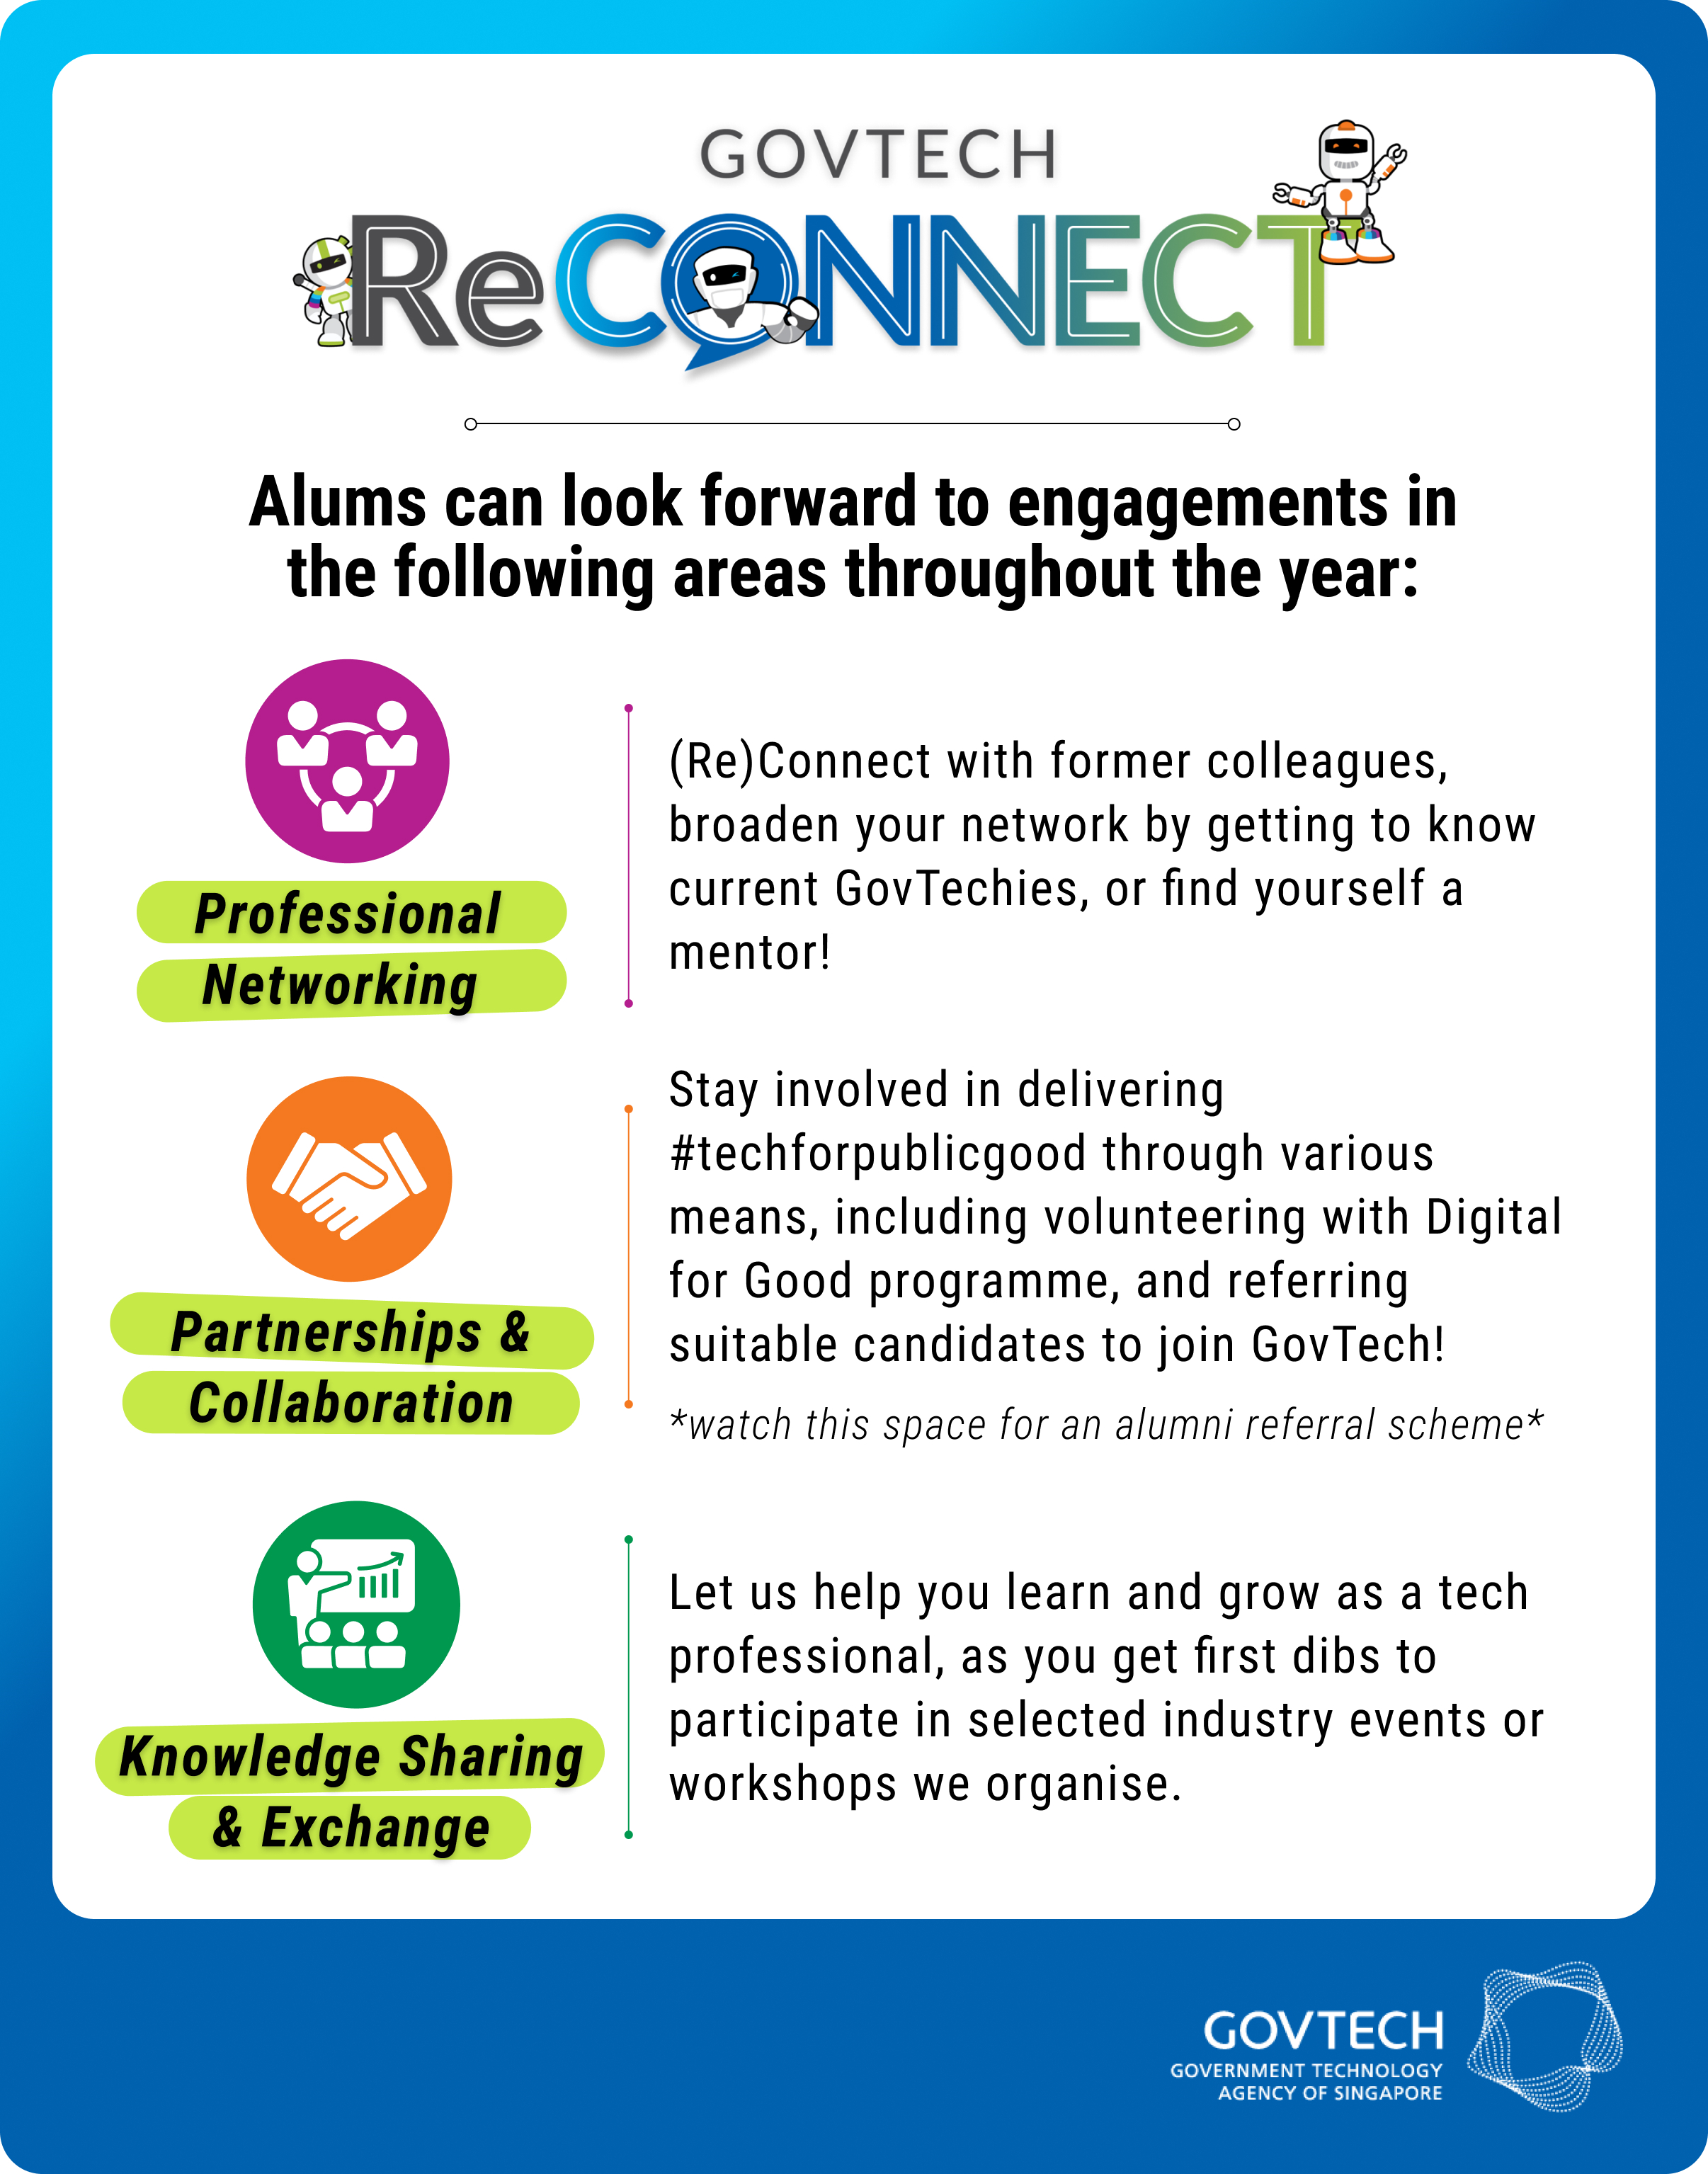 GOVTECH
ReCONNECT
Alums can look forward to engagements in
the following areas throughout the year:
Professional
Networking
(Re)Connect with former colleagues,
broaden your network by getting to know
current GovTechies, or find yourself a
mentor!
Partnerships &
Collaboration
Stay involved in delivering
#techforpublicgood through various
means, including volunteering with Digital
for Good programme, and referring
suitable candidates to join GovTech!
*watch this space for an alumni referral scheme*
Knowledge Sharing
& Exchange
Let us help you learn and grow as a tech
professional, as you get first dibs to
participate in selected industry events or
workshops we organise.
GOVTECH
GOVERNMENT TECHNOLOGY
AGENCY OF SINGAPORE